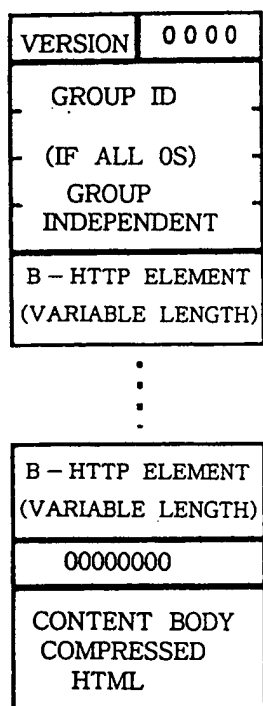 VERSION 0000
GROUP ID
(IF ALL 0S)
GROUP
INDEPENDENT
B-HTTP ELEMENT
(VARIABLE LENGTH)
B-HTTP ELEMENT
(VARIABLE LENGTH)
00000000
CONTENT BODY
COMPRESSED
HTML